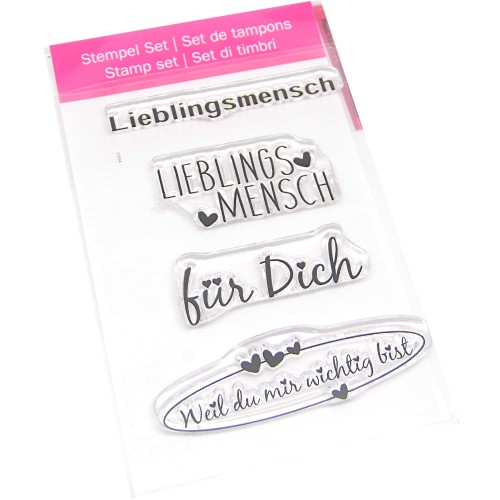 Stempel Set | Set de tampons
Stamp set | Set di timbri
Lieblingsmensch
LIEBLINGS
MENSCH
für Dich
Weil du mir wichtig bist